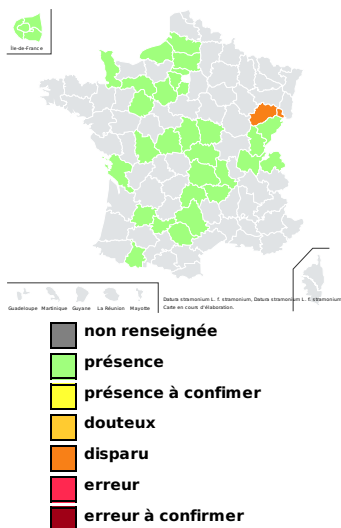 Île-de-France
Guadeloupe Martinique Guyane La Réunion Mayotte
Datura stramonium L. f. stramonium, Datura stramonium L. f. stramonium
Carte en cours d'élaboration.
non renseignée
présence
présence à confimer
douteux
disparu
erreur
erreur à confirmer